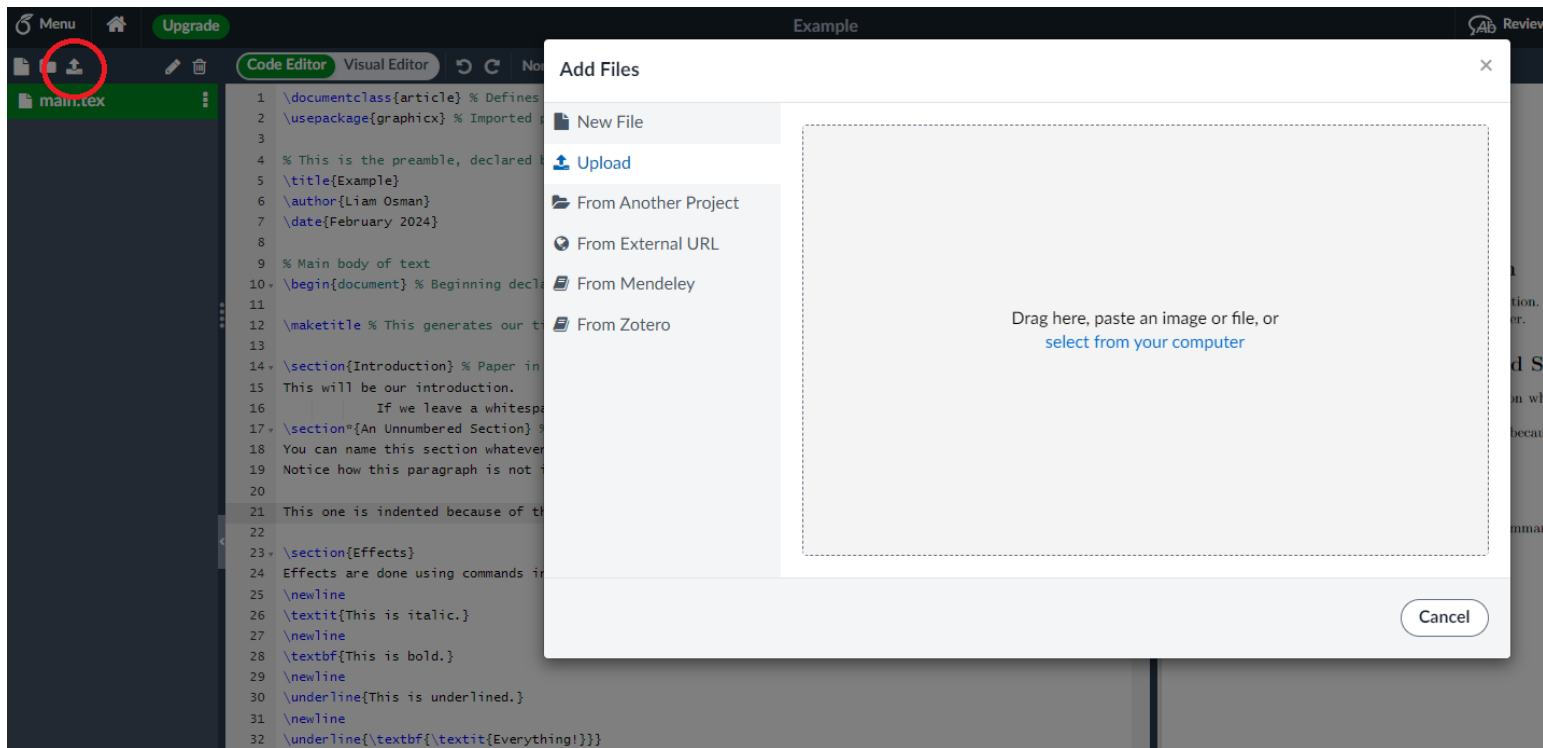 Menu
Upgrade
Example
Review
Code Editor
Visual Editor
main.tex
1 \documentclass{article} % Defines
2 \usepackage{graphicx} % Imported
3
4 % This is the preamble, declared
5 \title{Example}
6 \author{Liam Osman}
7 \date{February 2024}
8
9 % Main body of text
10 \begin{document} % Beginning
11
12 \maketitle % This generates our
13
14 \section{Introduction} % Paper in
15 This will be our introduction.
16 If we leave a
17 \section*{An Unnumbered Section} %
18 You can name this section whatever
19 Notice how this paragraph is not
20
21 This one is indented because of
22
23 \section{Effects}
24 Effects are done using commands
25 \newline
26 \textit{This is italic.}
27 \newline
28 \textbf{This is bold.}
29 \newline
30 \underline{This is underlined.}
31 \newline
32 \underline{\textbf{\textit{Everything!}}}
Add Files
×
New File
Upload
From Another Project
From External URL
From Mendeley
From Zotero
Drag here, paste an image or file, or
select from your computer
Cancel
tion.
er.
d S